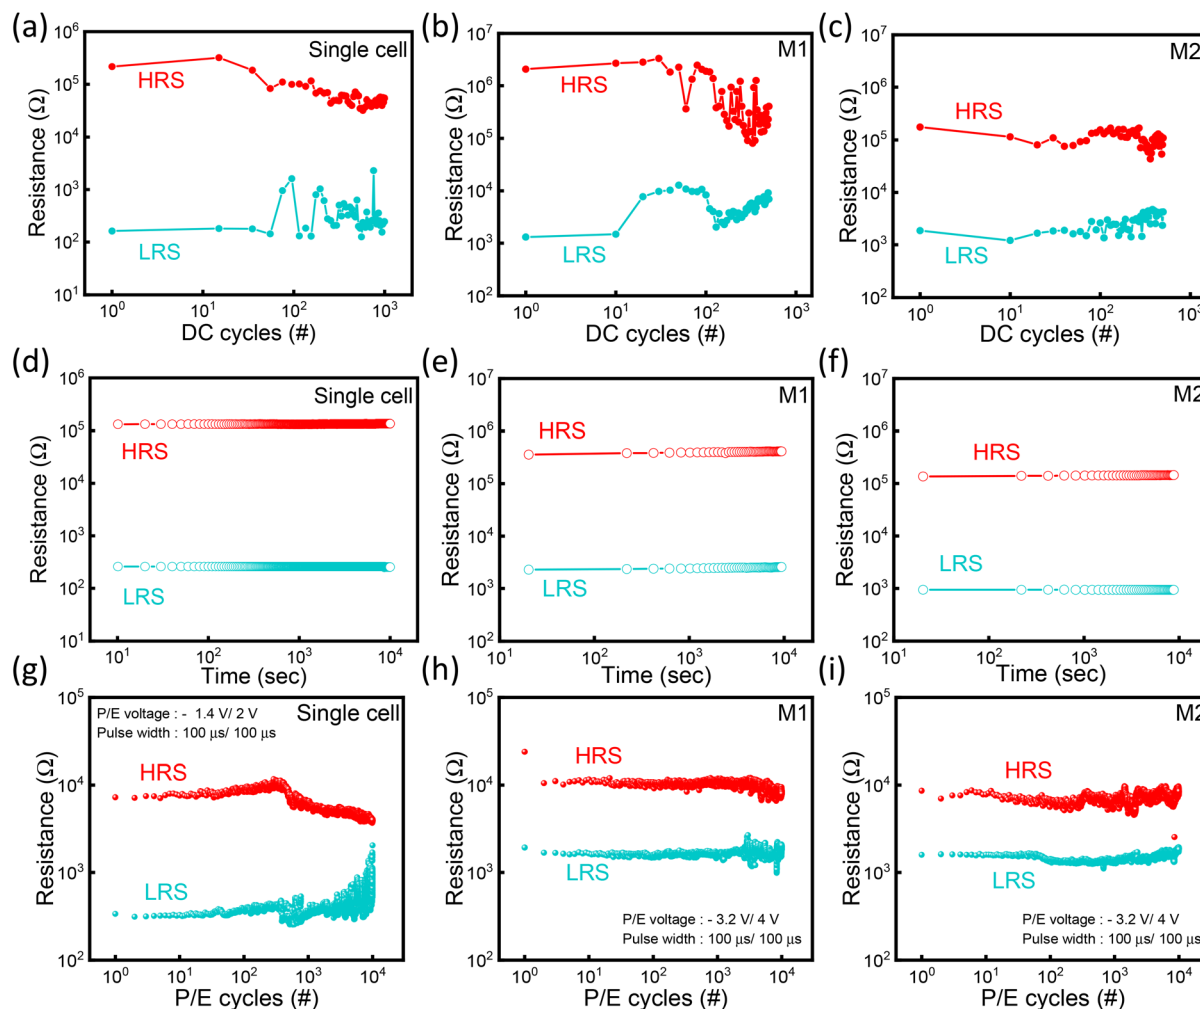 (a)
Single cell
HRS
LRS
Resistance (Ω)
10⁶
10⁵
10⁴
10³
10²
10¹
10⁰ 10¹ 10² 10³
DC cycles (#)
(b)
M1
HRS
LRS
Resistance (Ω)
10⁷
10⁶
10⁵
10⁴
10³
10²
10⁰ 10¹ 10² 10³
DC cycles (#)
(c)
M2
HRS
LRS
Resistance (Ω)
10⁷
10⁶
10⁵
10⁴
10³
10²
10⁰ 10¹ 10² 10³
DC cycles (#)
(d)
Single cell
HRS
LRS
Resistance (Ω)
10⁶
10⁵
10⁴
10³
10²
10¹
10¹ 10² 10³ 10⁴
Time (sec)
(e)
M1
HRS
LRS
Resistance (Ω)
10⁷
10⁶
10⁵
10⁴
10³
10²
10¹ 10² 10³ 10⁴
Time (sec)
(f)
M2
HRS
LRS
Resistance (Ω)
10⁷
10⁶
10⁵
10⁴
10³
10²
10¹ 10² 10³ 10⁴
Time (sec)
(g)
P/E voltage : - 1.4 V/ 2 V
Single cell
Pulse width : 100 μs/ 100 μs
HRS
LRS
Resistance (Ω)
10⁵
10⁴
10³
10²
10⁰ 10¹ 10² 10³ 10⁴
P/E cycles (#)
(h)
M1
HRS
LRS
P/E voltage : - 3.2 V/ 4 V
Pulse width : 100 μs/ 100 μs
Resistance (Ω)
10⁵
10⁴
10³
10²
10⁰ 10¹ 10² 10³ 10⁴
P/E cycles (#)
(i)
M2
HRS
LRS
P/E voltage : - 3.2 V/ 4 V
Pulse width : 100 μs/ 100 μs
Resistance (Ω)
10⁵
10⁴
10³
10²
10⁰ 10¹ 10² 10³ 10⁴
P/E cycles (#)